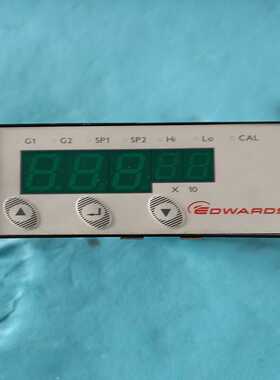 G1 G2 SP1 SP2 Hi Lo CAL
X 10
EDWARDS